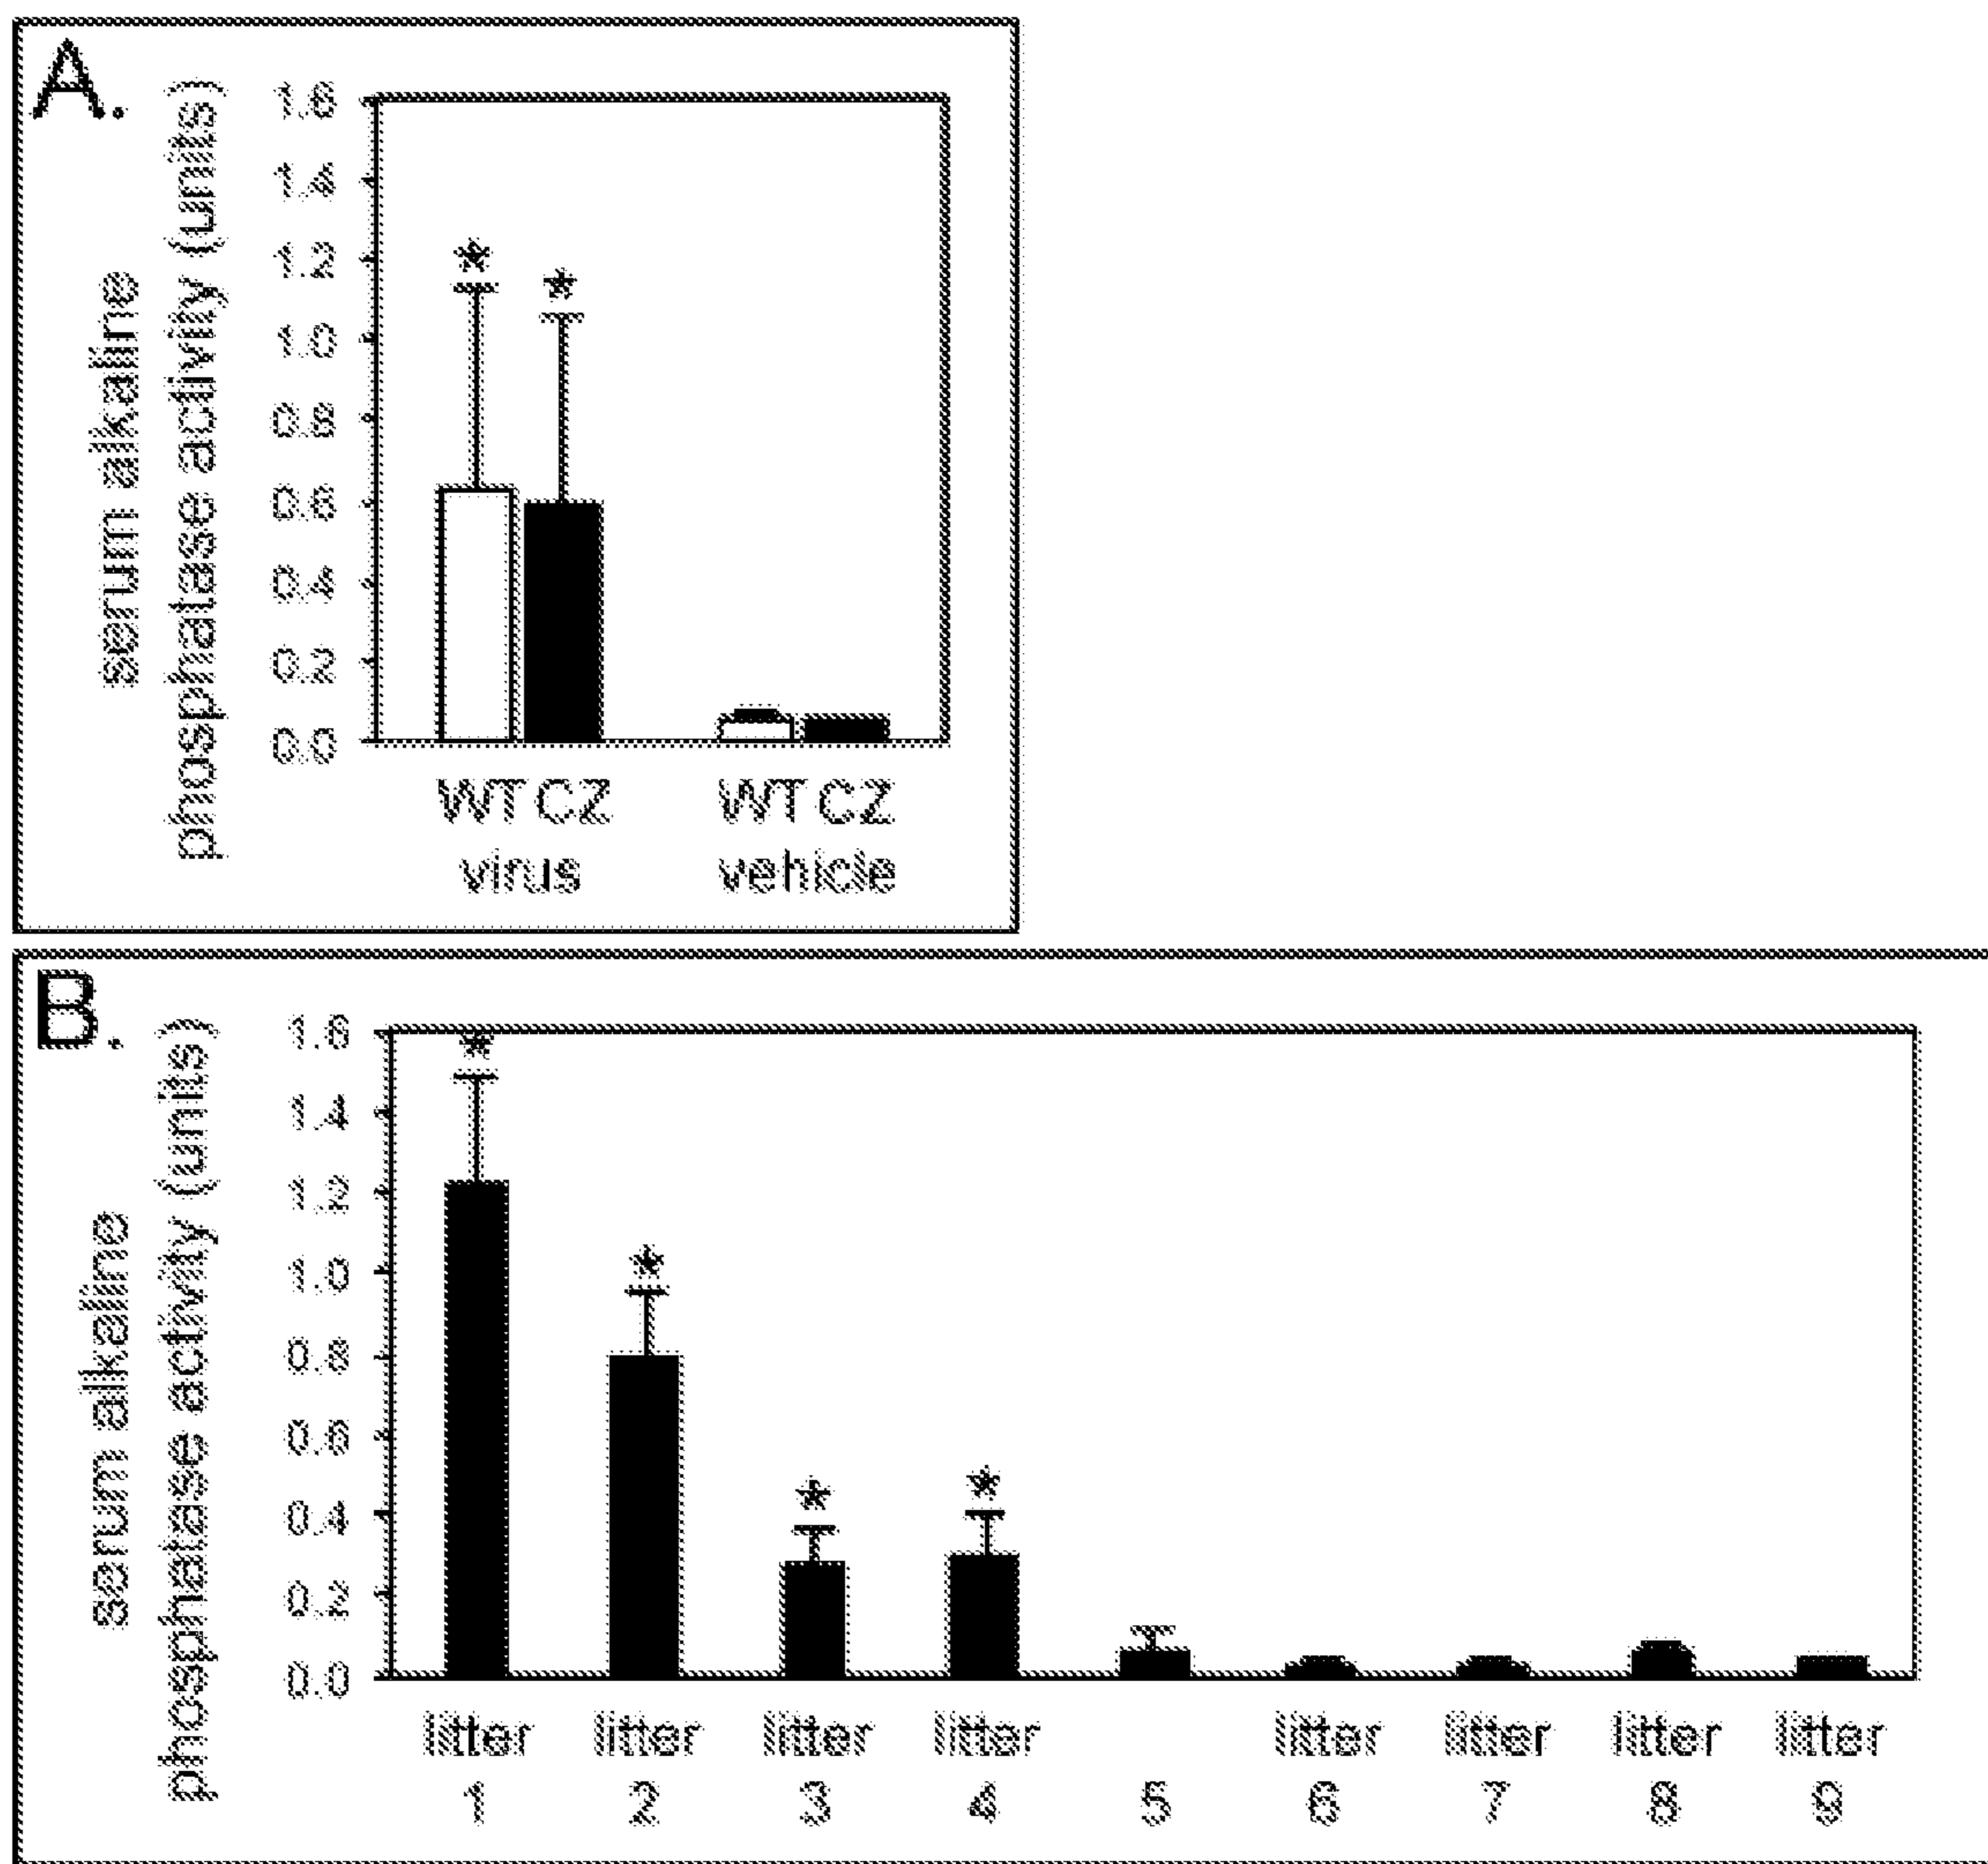 A.
serum alkaline
phosphatase activity (units)
1.6
1.4
1.2
1.0
0.8
0.6
0.4
0.2
0.0
*
*
WT CZ WT CZ
virus vehicle
B.
serum alkaline
phosphatase activity (units)
1.6
1.4
1.2
1.0
0.8
0.6
0.4
0.2
0.0
*
*
*
*
litter litter litter litter litter litter litter litter
1 2 3 4 5 6 7 8 9